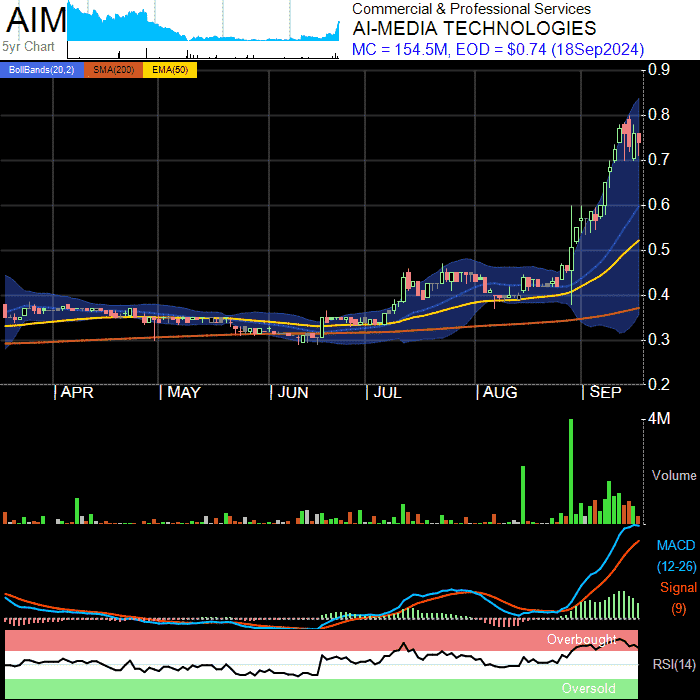 AIM
5yr Chart
Commercial & Professional Services
AI-MEDIA TECHNOLOGIES
MC = 154.5M, EOD = $0.74 (18Sep2024)
BollBands(20,2) SMA(200) EMA(50)
0.9
0.8
0.7
0.6
0.5
0.4
0.3
0.2
APR MAY JUN JUL AUG SEP
4M
Volume
MACD
(12-26)
Signal
(9)
Overbought
RSI(14)
Oversold